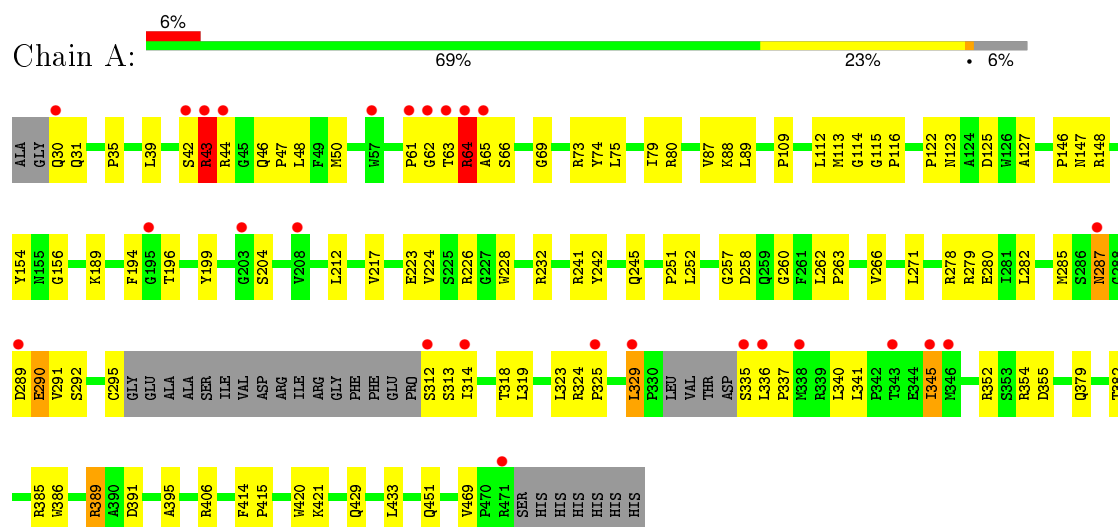 6%
Chain A:
69% 23% • 6%
ALA GLY Q30 Q31 P35 L39 S42 R43 R44 G45 Q46 P47 L48 F49 M50 W57 P61 G62 T63 R64 A65 S66 G69 R73 Y74 L75 I79 R80 V87 K88 L89 P109 L112 M113 G114 G115 P116 P122 N123 A124 D125 W126 A127 P146 N147 R148
Y154 N155 G156 K189 F194 G195 T196 Y199 G203 S204 V208 L212 V217 E223 V224 S225 R226 G227 W228 R232 R241 Y242 Q245 P251 L252 G257 D258 Q259 G260 F261 L262 P263 V266 L271 R278 R279 E280 I281 L282 M285 S286 N287 G288
D289 E290 V291 S292 C295 GLY GLU ALA ALA SER ILE VAL ASP ARG ILE ARG GLY PHE PHE GLU PRO S312 S313 I314 T318 L319 L323 R324 P325 L329 P330 LEU VAL THR ASP S335 L336 P337 M338 R339 L340 L341 P342 T343 E344 I345 M346 R352 S353 R354 D355 Q379 T382
R385 W386 R389 A390 D391 A395 R406 F414 P415 W420 K421 Q429 L433 Q451 V469 P470 R471 SER HIS HIS HIS HIS HIS HIS